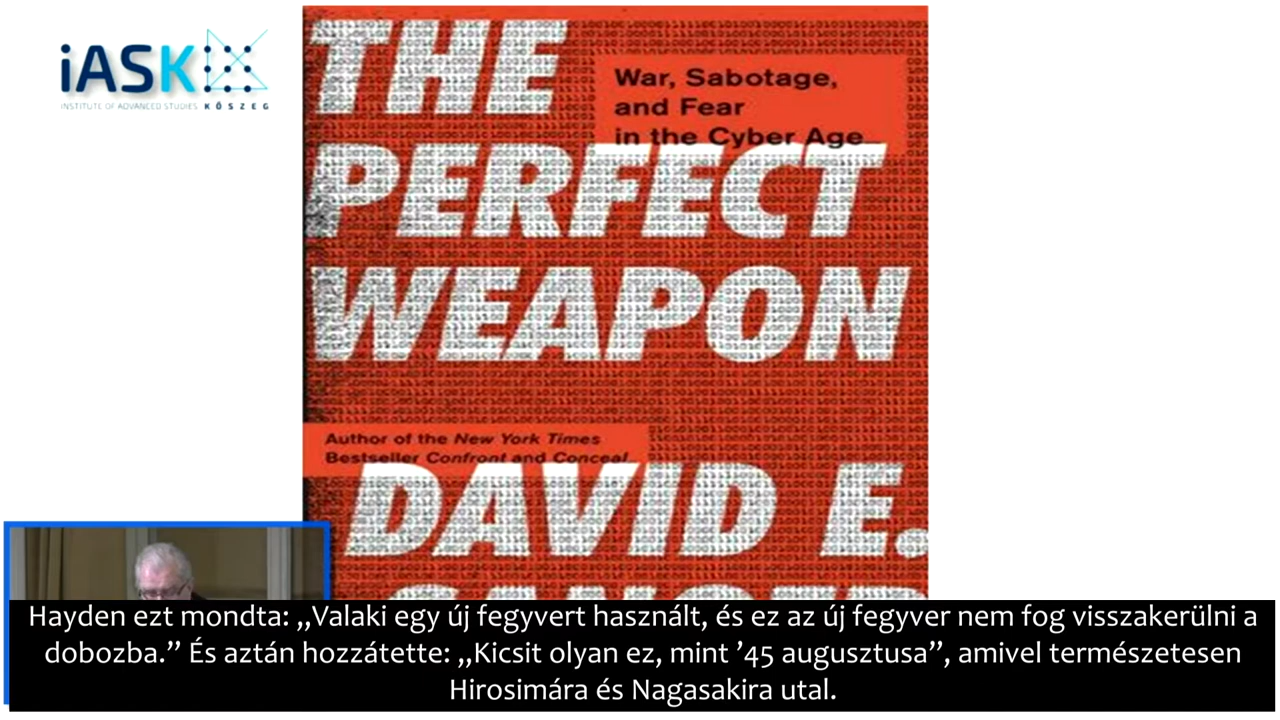 iASK
INSTITUTE OF ADVANCED STUDIES KŐSZEG
THE
War, Sabotage,
and Fear
in the Cyber Age
PERFECT
WEAPON
Author of the New York Times
Bestseller Confront and Conceal
DAVID E.
Hayden ezt mondta: „Valaki egy új fegyvert használt, és ez az új fegyver nem fog visszakerülni a
dobozba.” És aztán hozzátette: „Kicsit olyan ez, mint ’45 augusztusa”, amivel természetesen
Hirosimára és Nagasakira utal.